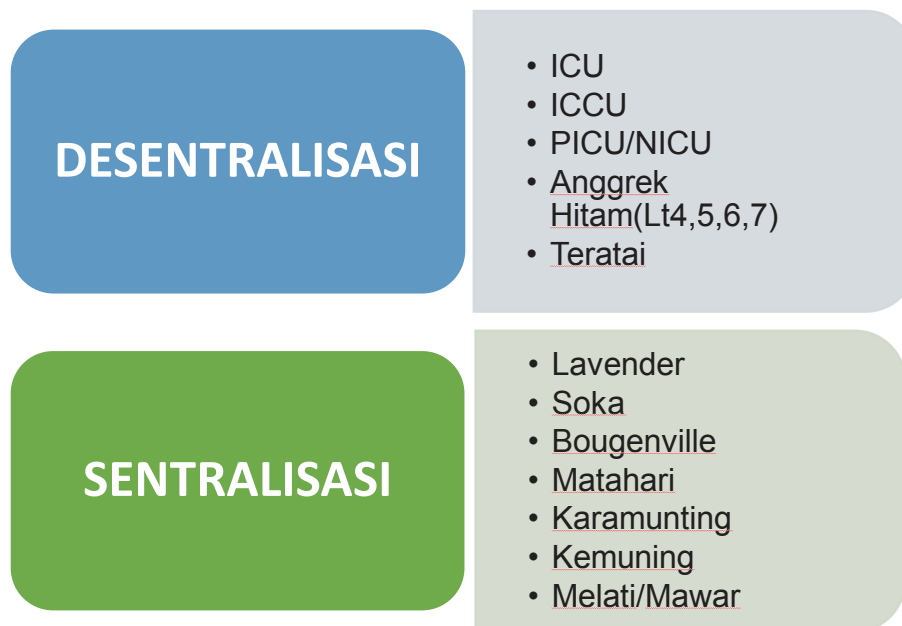 DESENTRALISASI
• ICU
• ICCU
• PICU/NICU
• Anggrek
Hitam(Lt4,5,6,7)
• Teratai
SENTRALISASI
• Lavender
• Soka
• Bougenville
• Matahari
• Karamunting
• Kemuning
• Melati/Mawar